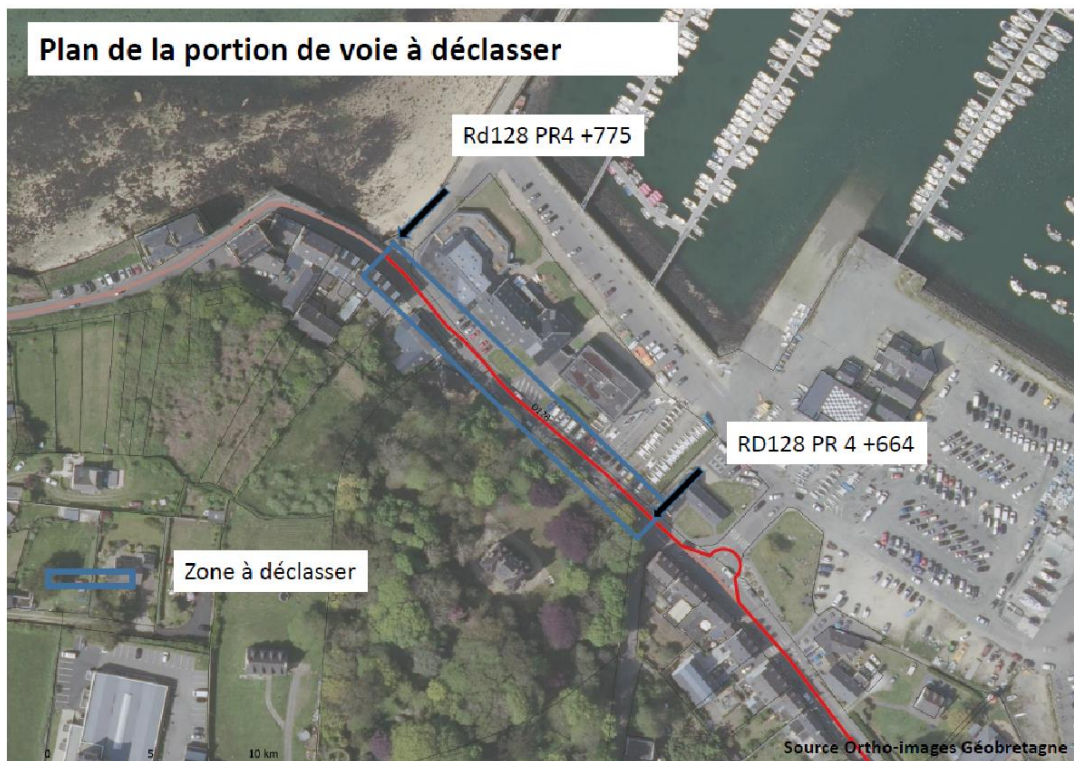 Plan de la portion de voie à déclasser
Rd128 PR4 +775
RD128 PR 4 +664
Zone à déclasser
0 5 10 km
Source Ortho-images Géobretagne